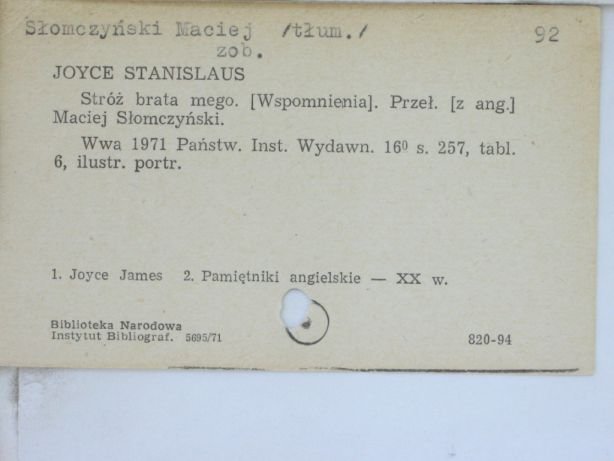 Słomczyński Maciej /tłum./ 92
zob.
JOYCE STANISLAUS
Stróż brata mego. [Wspomnienia]. Przeł. [z ang.]
Maciej Słomczyński.
Wwa 1971 Państw. Inst. Wydawn. 16⁰ s. 257, tabl.
6, ilustr. portr.
1. Joyce James 2. Pamiętniki angielskie — XX w.
Biblioteka Narodowa
Instytut Bibliograf. 5695/71 820-94